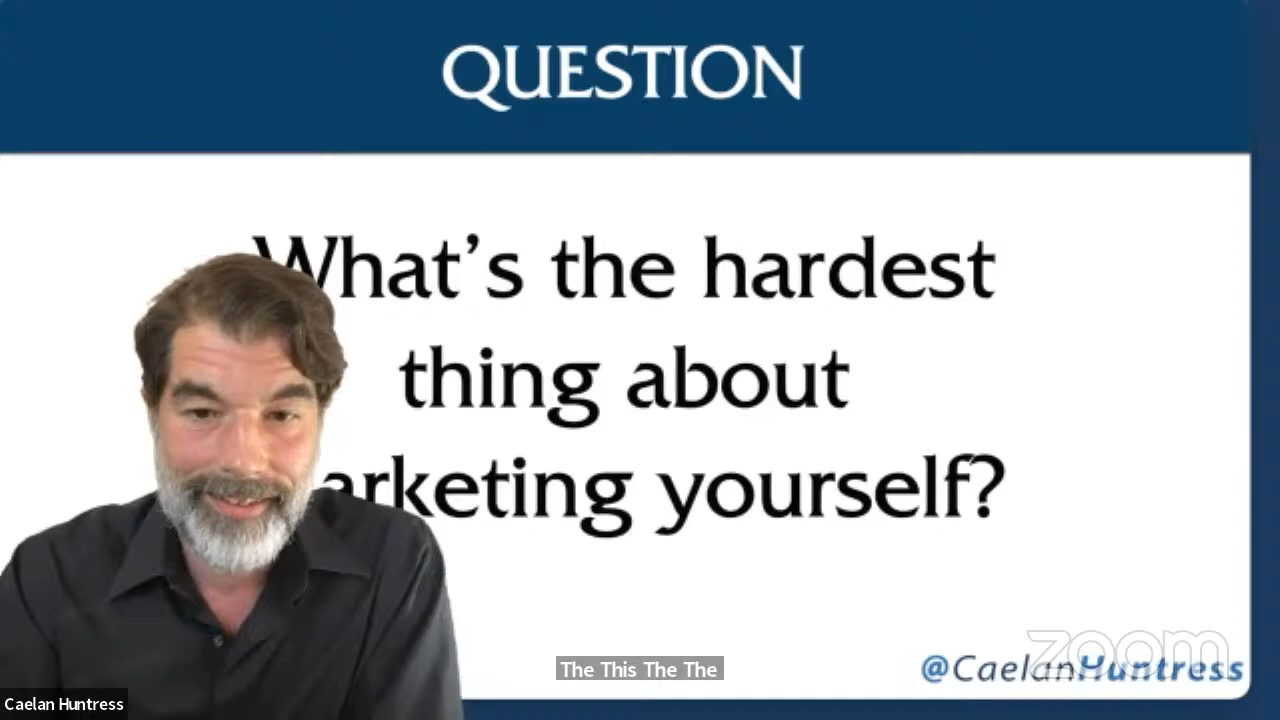 QUESTION
What's the hardest
thing about
arketing yourself?
zoom
@CaelanHuntress
The This The The
Caelan Huntress